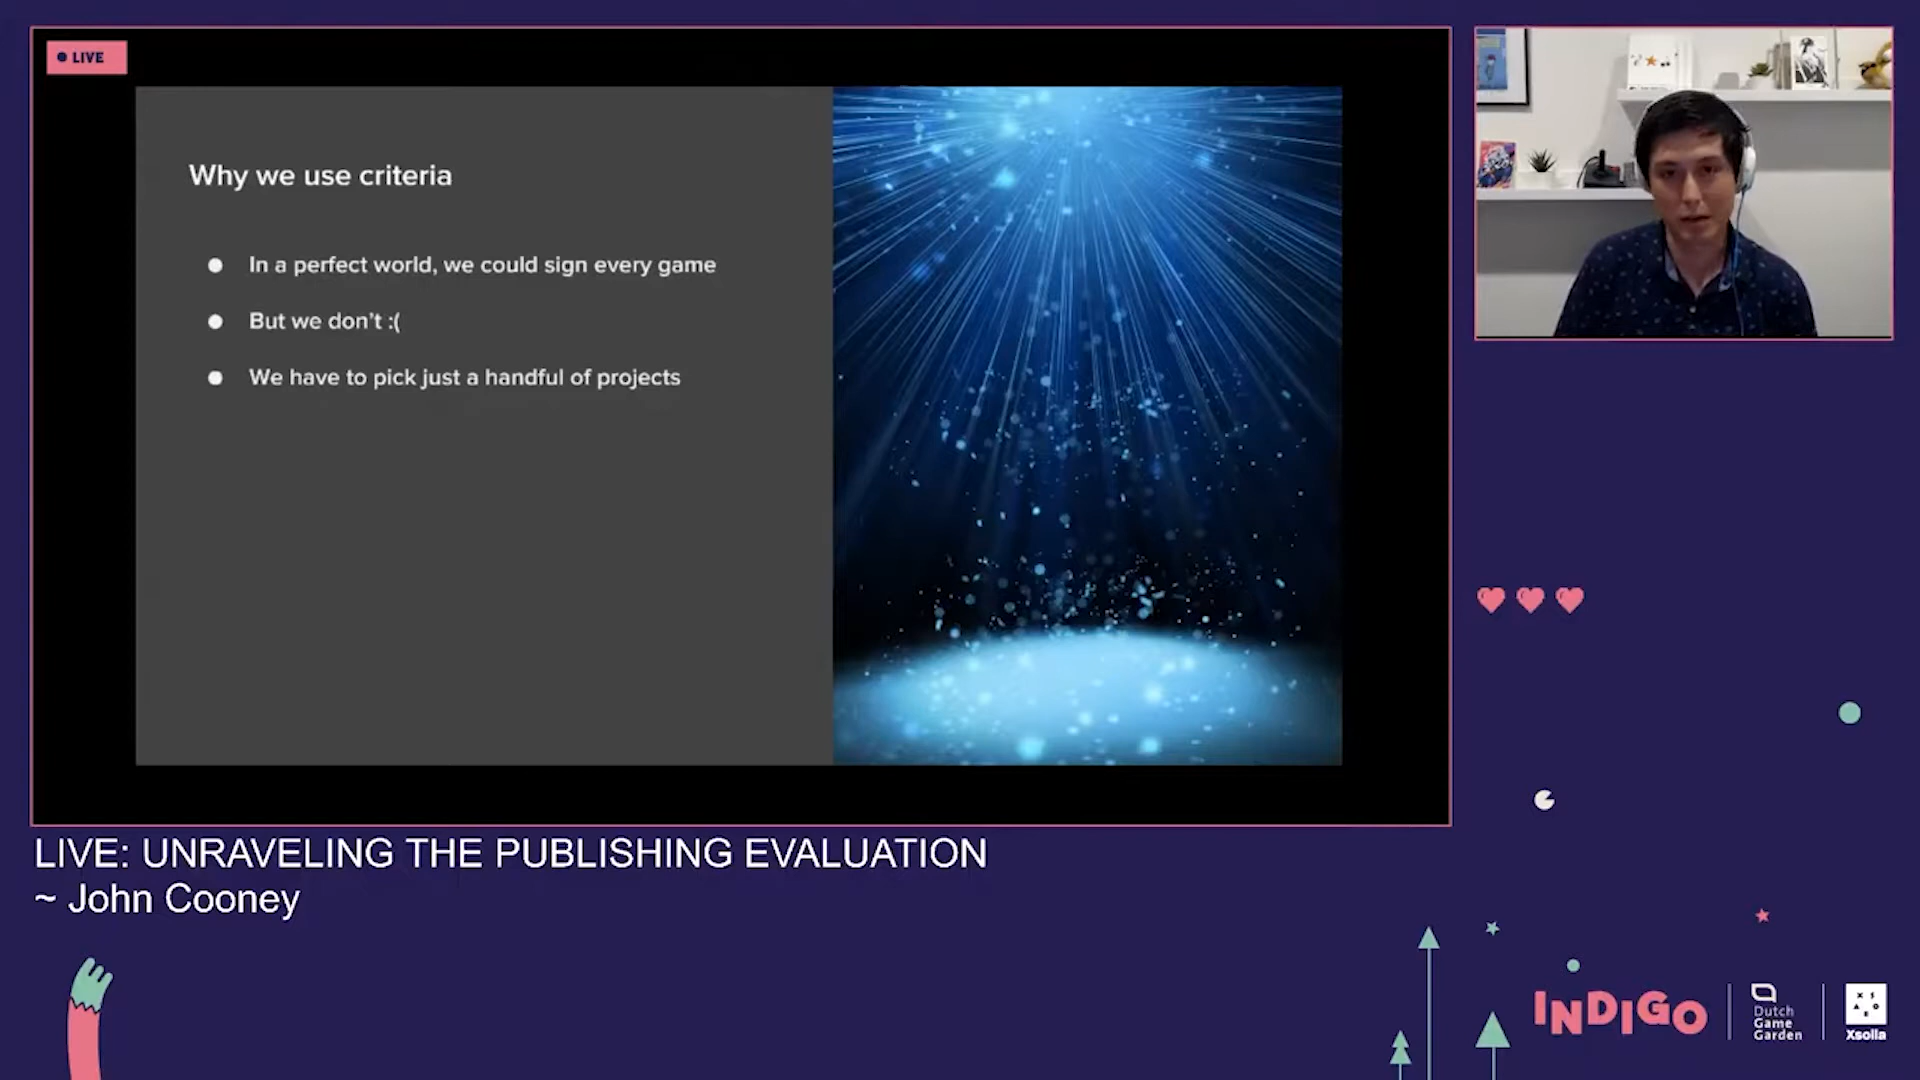 LIVE
Why we use criteria
In a perfect world, we could sign every game
But we don't :(
We have to pick just a handful of projects
LIVE: UNRAVELING THE PUBLISHING EVALUATION
~ John Cooney
INDIGO
Dutch
Game
Garden
Xsolla